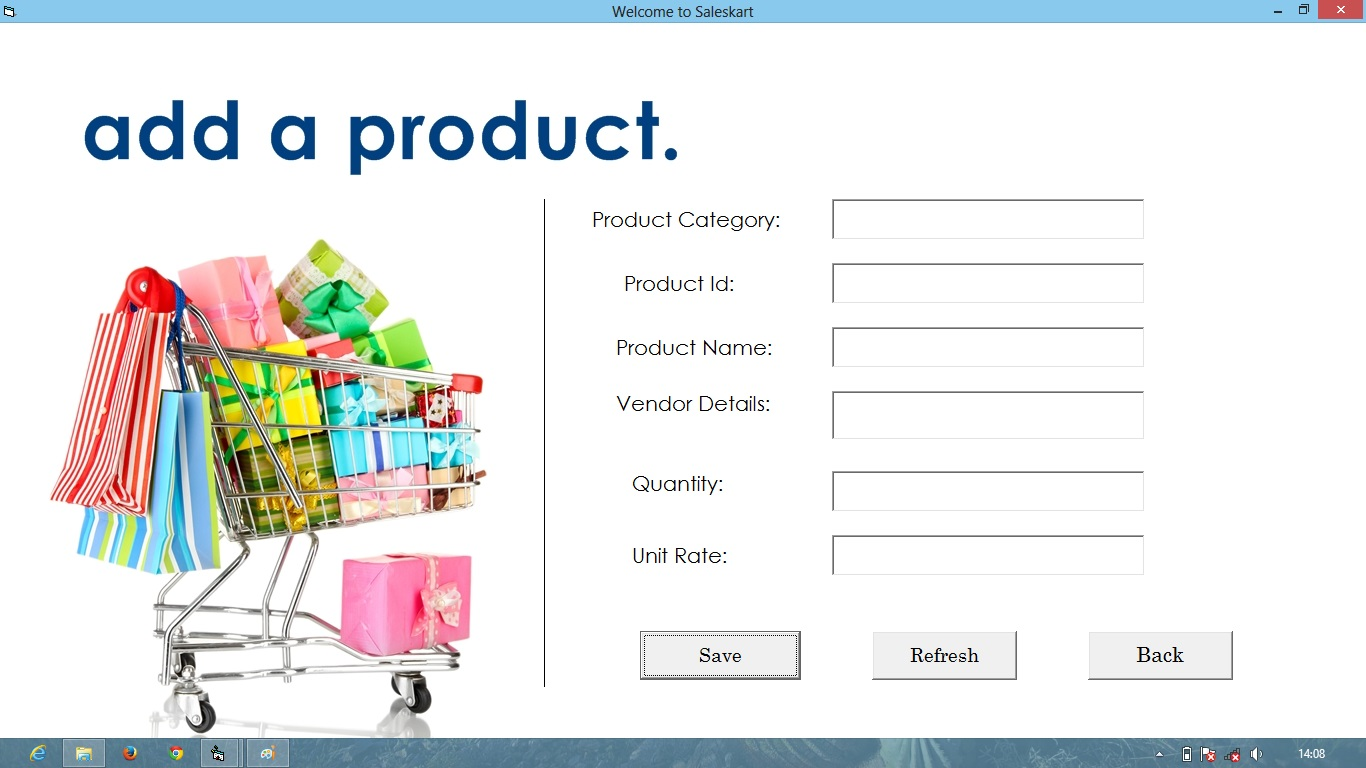 Welcome to Saleskart
add a product.
Product Category:
Product Id:
Product Name:
Vendor Details:
Quantity:
Unit Rate:
Save Refresh Back
14:08